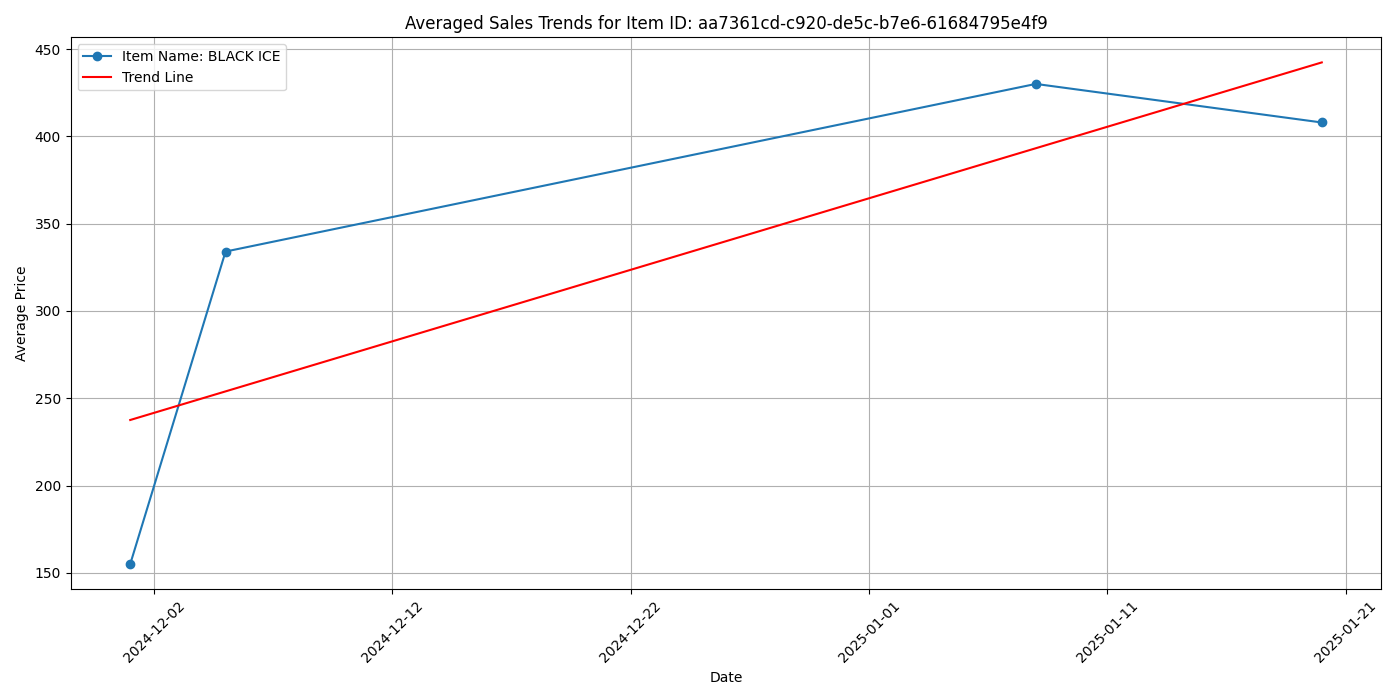 Averaged Sales Trends for Item ID: aa7361cd-c920-de5c-b7e6-61684795e4f9
Item Name: BLACK ICE
Trend Line
Average Price
450
400
350
300
250
200
150
2024-12-02
2024-12-12
2024-12-22
2025-01-01
2025-01-11
2025-01-21
Date